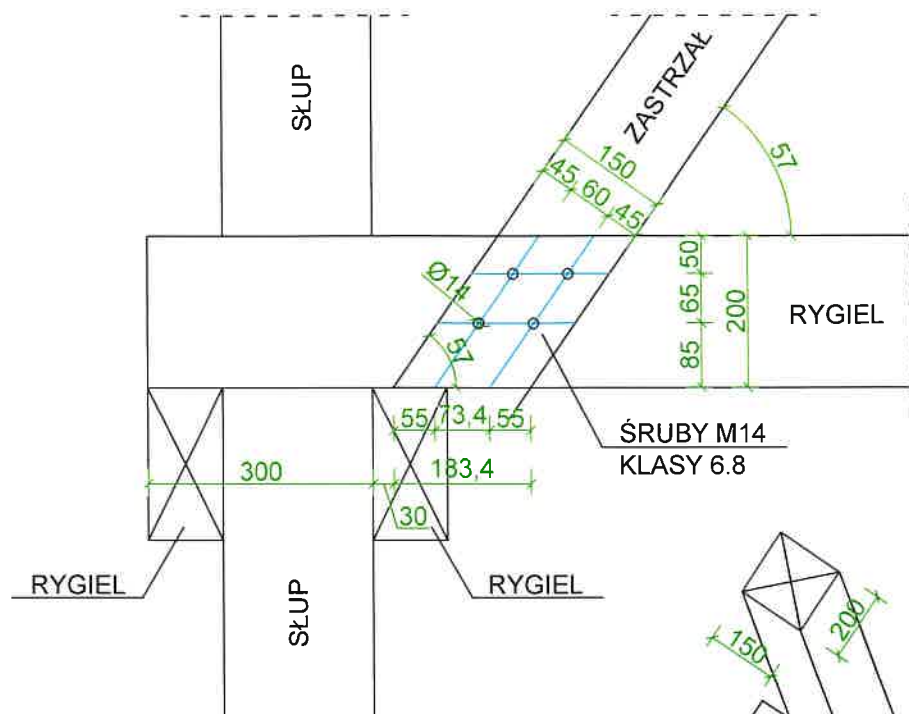 SŁUP
ZASTRZAŁ
150
45
60
45
57
Ø14
50
65
85
200
RYGIEL
57
55
73,4
55
ŚRUBY M14
KLASY 6.8
300
183,4
30
RYGIEL
RYGIEL
SŁUP
150
200